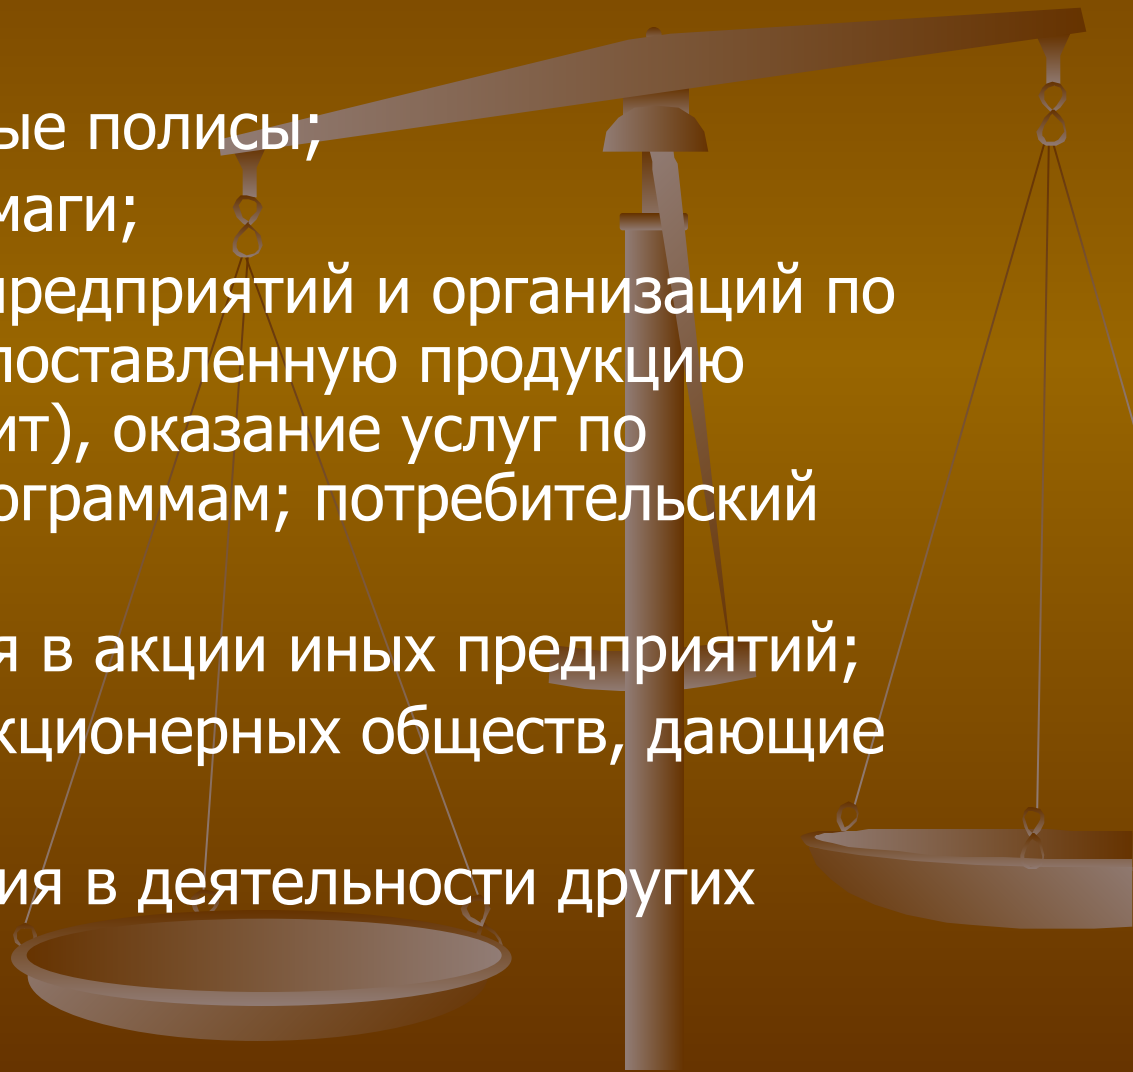 ые полисы;
маги;
предприятий и организаций по
поставленную продукцию
ит), оказание услуг по
ограммам; потребительский
я в акции иных предприятий;
кционерных обществ, дающие
ия в деятельности других